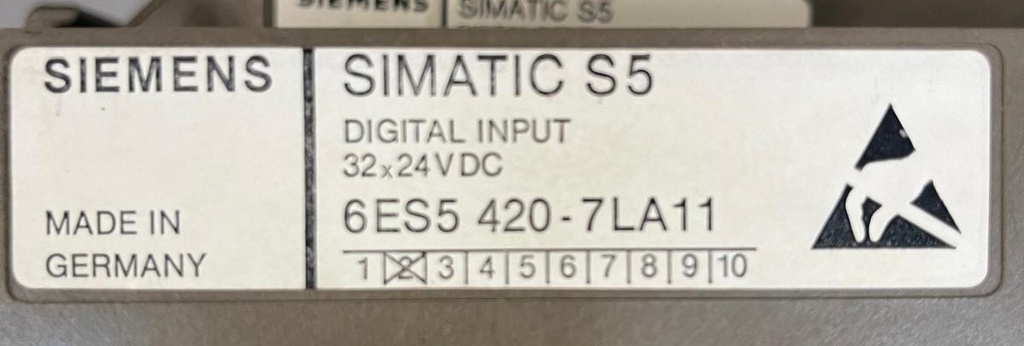 SIEMENS
SIMATIC S5
SIEMENS
SIMATIC S5
DIGITAL INPUT
32x24VDC
6ES5 420-7LA11
MADE IN
GERMANY
1 2 3 4 5 6 7 8 9 10